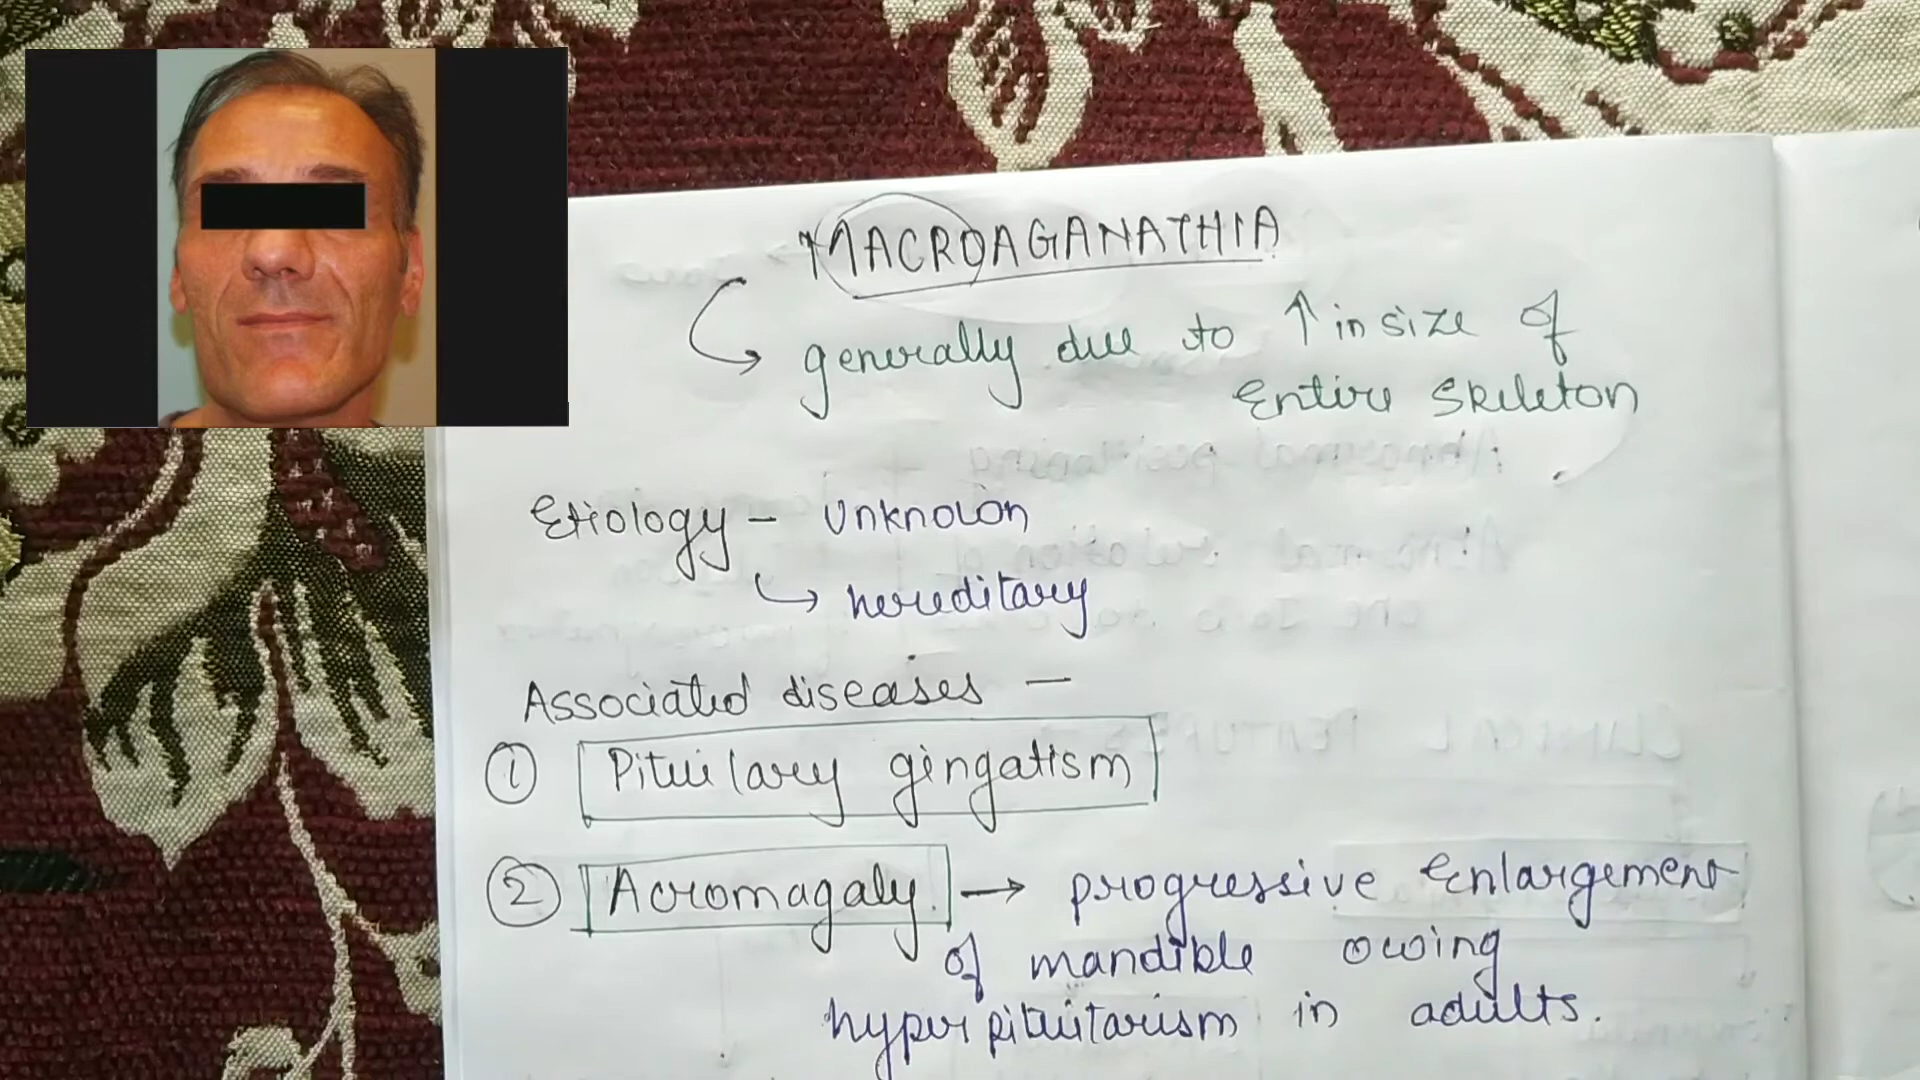 MACROAGANATHIA
generally due to ↑ in size of
Entire Skeleton
Etiology - Unknown
↳ hereditary
Associated diseases -
① Pituilary gingatism
② Acromagaly. → progressive Enlargement
of mandible owing
hyperpituitarism in adults.